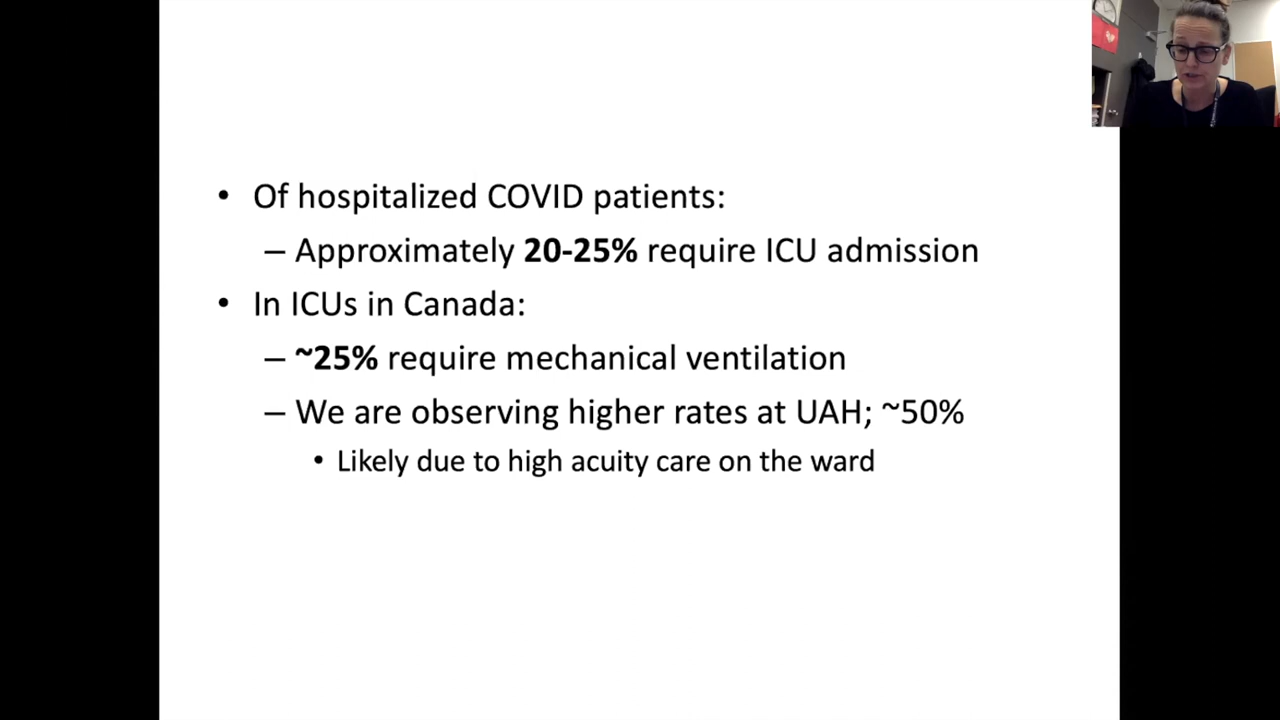 • Of hospitalized COVID patients:
– Approximately 20-25% require ICU admission
• In ICUs in Canada:
– ~25% require mechanical ventilation
– We are observing higher rates at UAH; ~50%
• Likely due to high acuity care on the ward